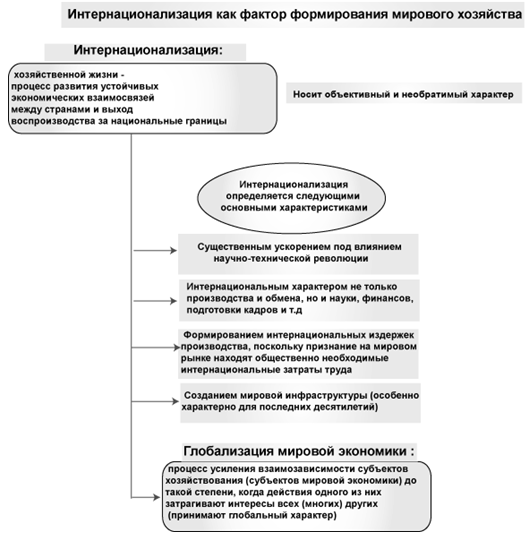 Интернационализация как фактор формирования мирового хозяйства
Интернационализация:
хозяйственной жизни -
процесс развития устойчивых
экономических взаимосвязей
между странами и выход
воспроизводства за национальные границы
Носит объективный и необратимый характер
Интернационализация
определяется следующими
основными характеристиками
Существенным ускорением под влиянием
научно-технической революции
Интернациональным характером не только
производства и обмена, но и науки, финансов,
подготовки кадров и т.д
Формированием интернациональных издержек
производства, поскольку признание на мировом
рынке находят общественно необходимые
интернациональные затраты труда
Созданием мировой инфраструктуры (особенно
характерно для последних десятилетий)
Глобализация мировой экономики :
процесс усиления взаимозависимости субъектов
хозяйствования (субъектов мировой экономики) до
такой степени, когда действия одного из них
затрагивают интересы всех (многих) других
(принимают глобальный характер)